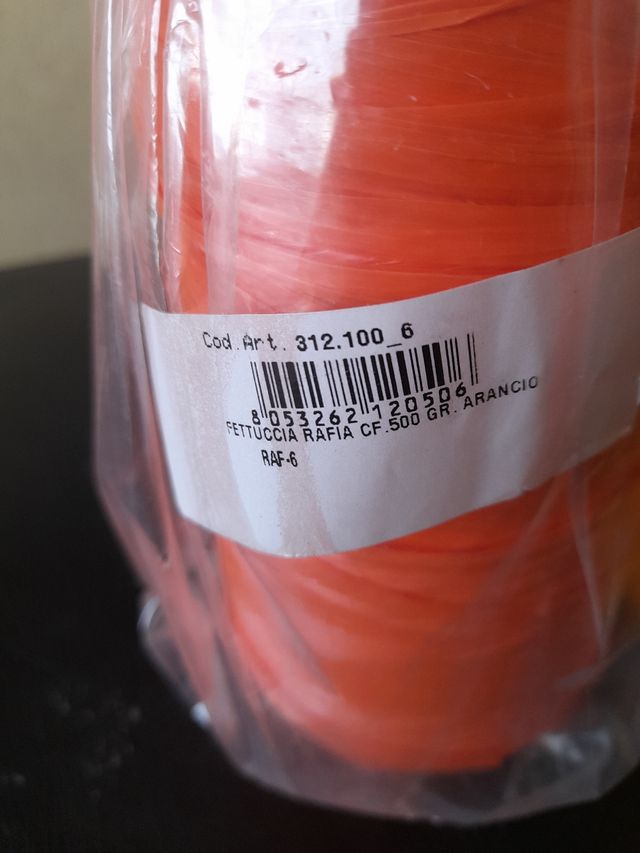 Cod.Art. 312.100_6
8 053262 120506
FETTUCCIA RAFIA CF.500 GR. ARANCIO
RAF-6